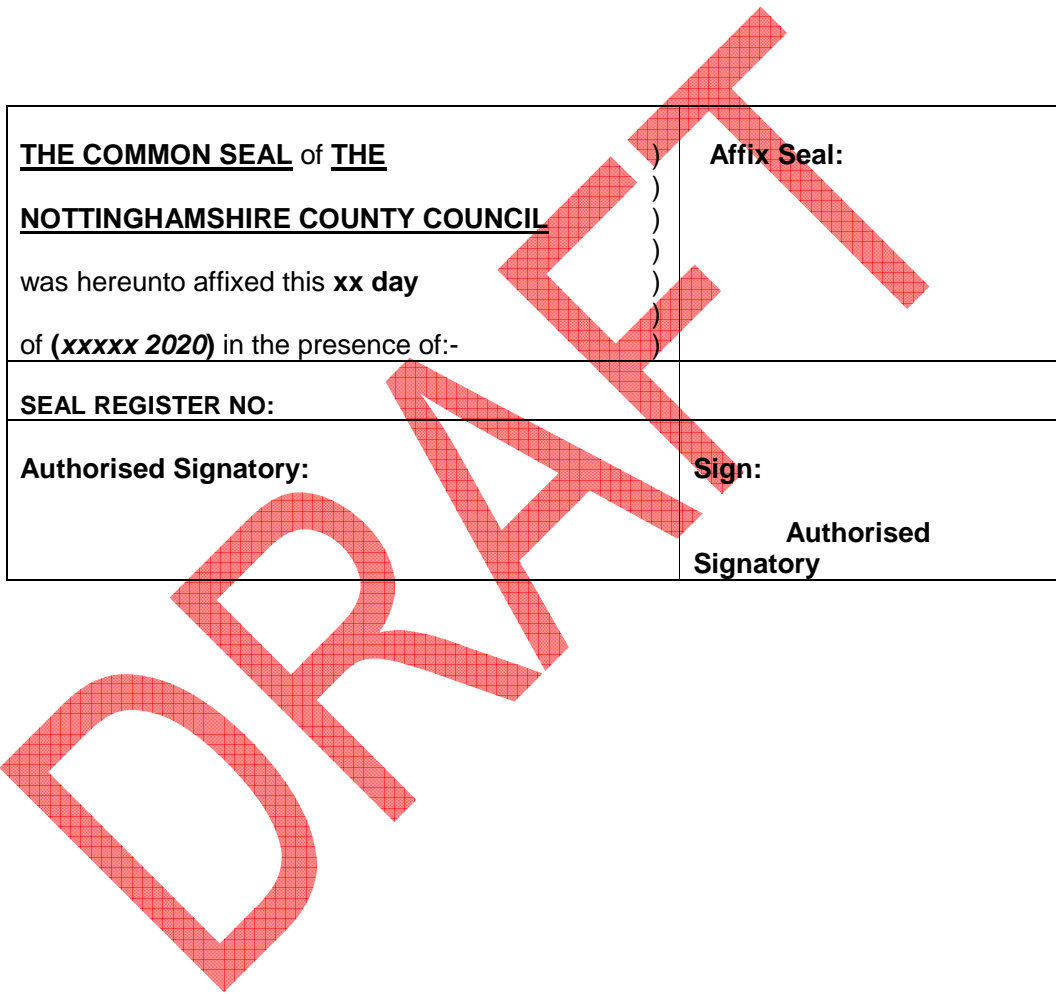 THE COMMON SEAL of THE )
)
NOTTINGHAMSHIRE COUNTY COUNCIL )
)
was hereunto affixed this xx day )
)
of (xxxxx 2020) in the presence of:- )
Affix Seal:
SEAL REGISTER NO:
Authorised Signatory:
Sign:
Authorised
Signatory
DRAFT